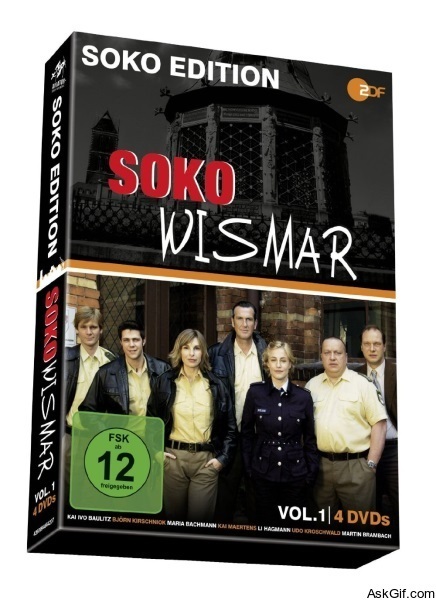 SOKO EDITION
ZDF
SOKO
WISMAR
FSK
ab
12
freigegeben
VOL.1 | 4 DVDs
KAI IVO BAULITZ BJÖRN KIRSCHNIOK MARIA BACHMANN KAI MAERTENS LI HAGMANN UDO KROSCHWALD MARTIN BRAMBACH
SOKO EDITION
SOKO WISMAR
VOL.1
4 DVDs
AskGif.com